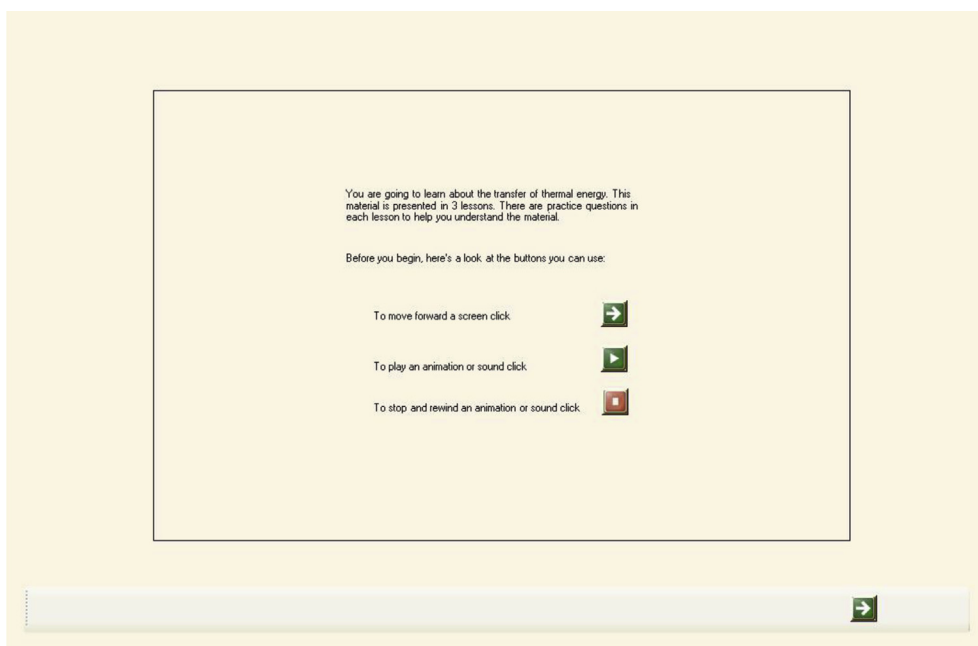 You are going to learn about the transfer of thermal energy. This
material is presented in 3 lessons. There are practice questions in
each lesson to help you understand the material.
Before you begin, here's a look at the buttons you can use:
To move forward a screen click
To play an animation or sound click
To stop and rewind an animation or sound click